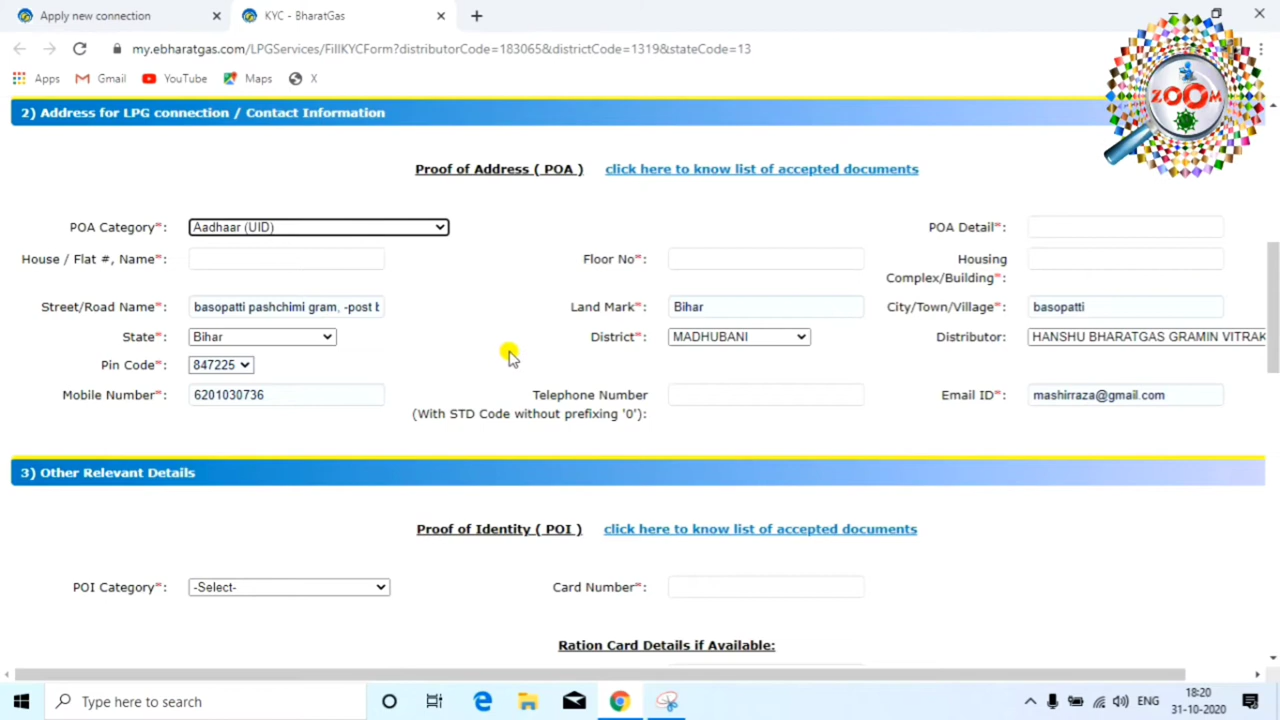 Apply new connection
KYC - BharatGas
my.ebharatgas.com/LPGServices/FillKYCForm?distributorCode=183065&districtCode=1319&stateCode=13
Apps Gmail YouTube Maps X
ZOOM
2) Address for LPG connection / Contact Information
Proof of Address ( POA ) click here to know list of accepted documents
POA Category*: Aadhaar (UID) POA Detail*:
House / Flat #, Name*: Floor No*: Housing Complex/Building*:
Street/Road Name*: basopatti pashchimi gram, -post b Land Mark*: Bihar City/Town/Village*: basopatti
State*: Bihar District*: MADHUBANI Distributor: HANSHU BHARATGAS GRAMIN VITRAK
Pin Code*: 847225
Mobile Number*: 6201030736 Telephone Number Email ID*: mashirraza@gmail.com
(With STD Code without prefixing '0'):
3) Other Relevant Details
Proof of Identity ( POI ) click here to know list of accepted documents
POI Category*: -Select- Card Number*:
Ration Card Details if Available:
Type here to search
ENG
18:20
31-10-2020